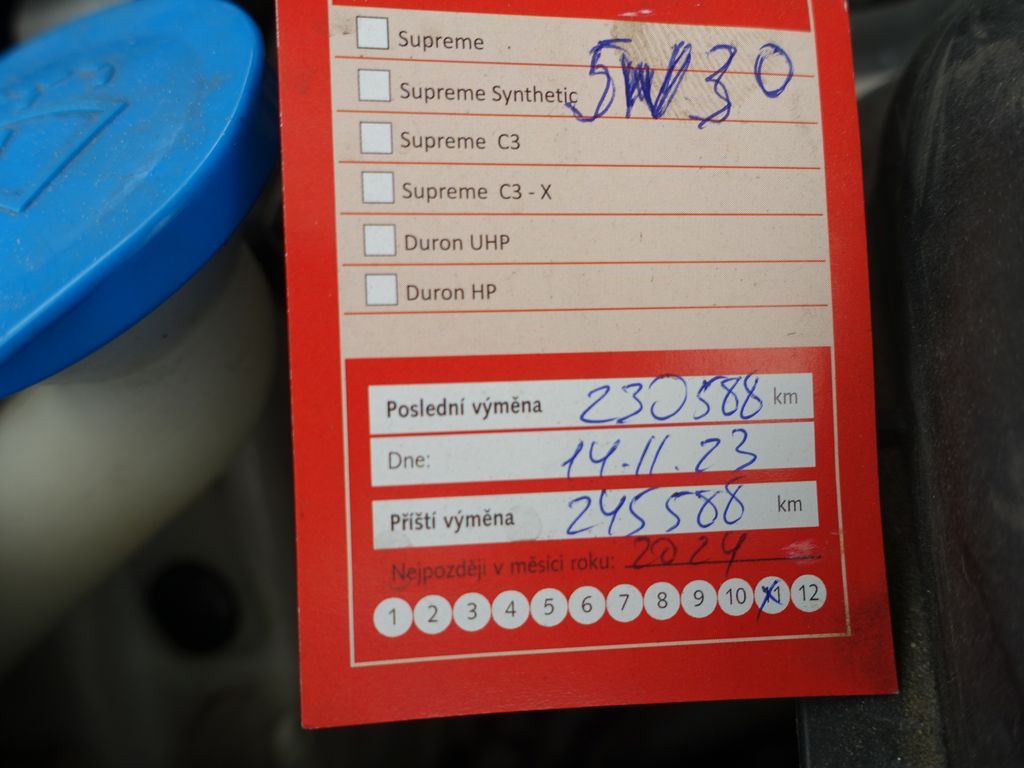 Supreme
Supreme Synthetic 5W30
Supreme C3
Supreme C3 - X
Duron UHP
Duron HP
Poslední výměna 230588 km
Dne: 14.11.23
Příští výměna 245588 km
Nejpozději v měsíci roku: 2024
1 2 3 4 5 6 7 8 9 10 11 12